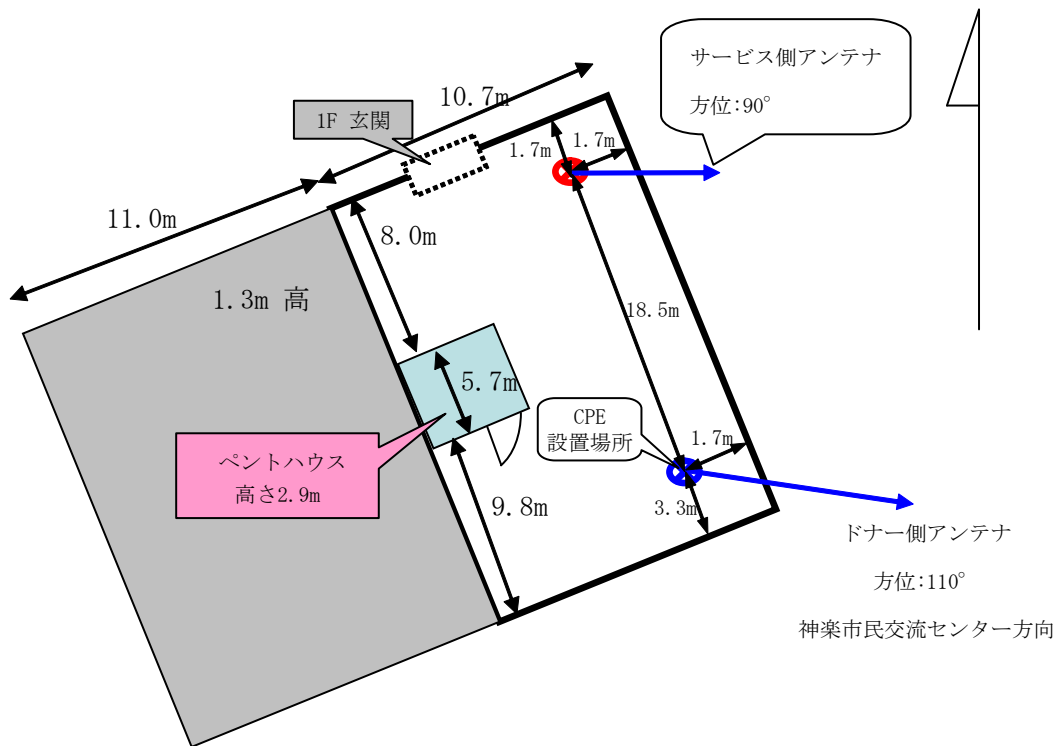 サービス側アンテナ
方位:90°
10.7m
1F 玄関
1.7m
1.7m
11.0m
8.0m
1.3m 高
18.5m
5.7m
CPE
設置場所
1.7m
ペントハウス
高さ2.9m
9.8m
3.3m
ドナー側アンテナ
方位:110°
神楽市民交流センター方向